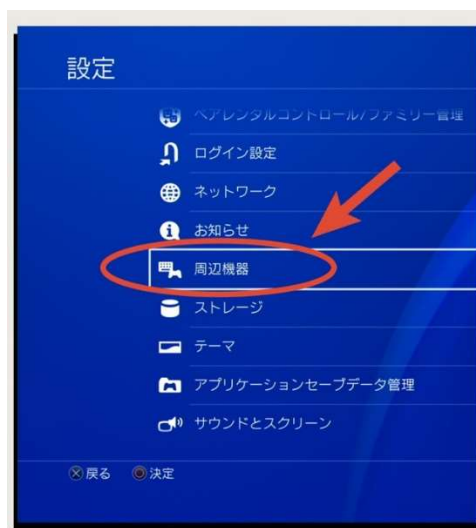 設定
ペアレンタルコントロール/ファミリー管理
ログイン設定
ネットワーク
お知らせ
周辺機器
ストレージ
テーマ
アプリケーションセーブデータ管理
サウンドとスクリーン
戻る 決定